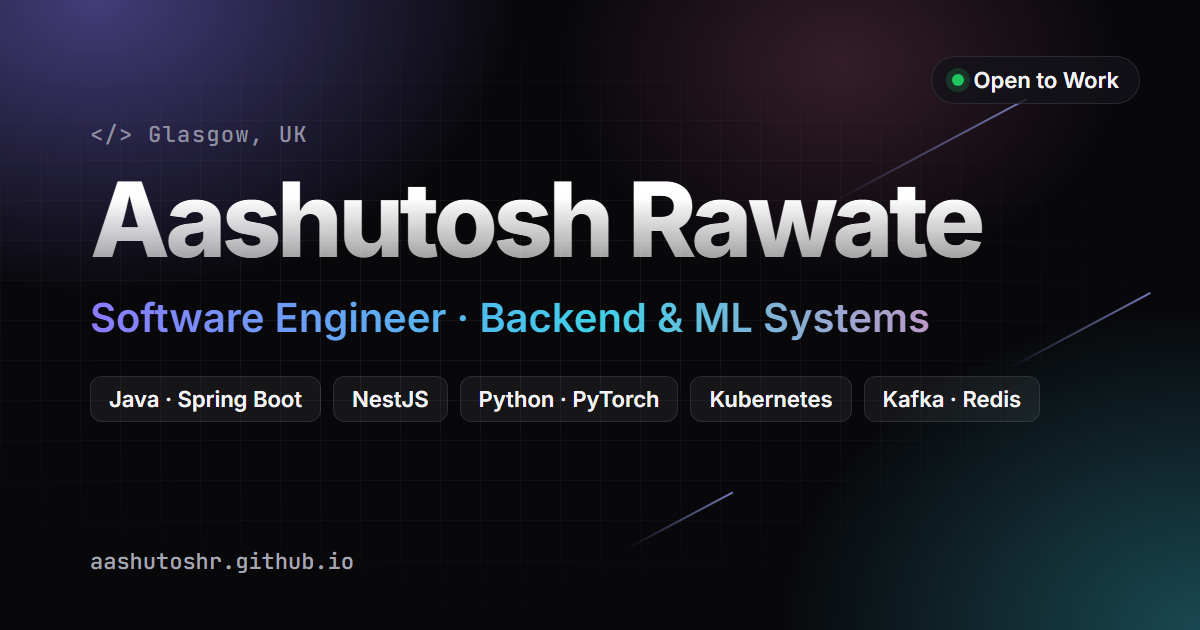 Open to Work
</> Glasgow, UK
Aashutosh Rawate
Software Engineer · Backend & ML Systems
Java · Spring Boot NestJS Python · PyTorch Kubernetes Kafka · Redis
aashutoshr.github.io